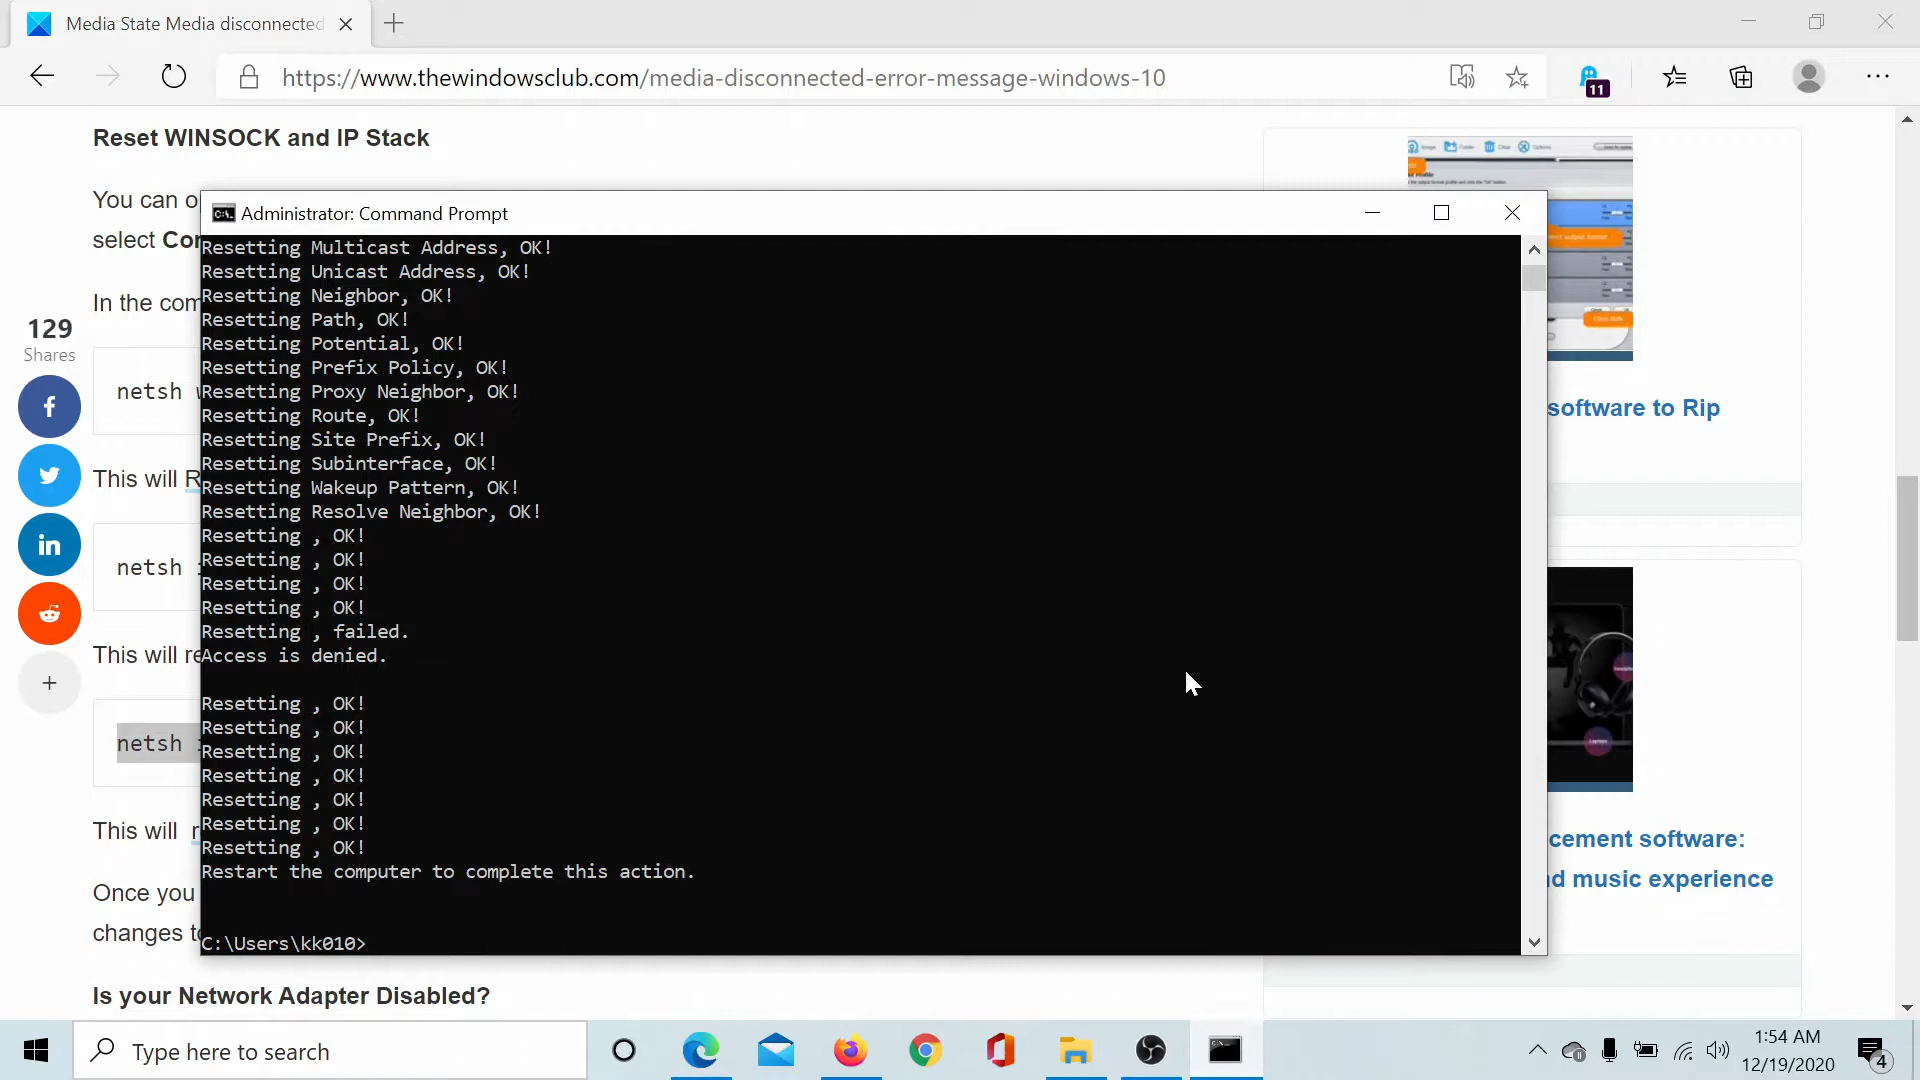 Media State Media disconnected
https://www.thewindowsclub.com/media-disconnected-error-message-windows-10
11
Reset WINSOCK and IP Stack
You can o
select Cor
In the com
129
Shares
netsh
This will R
netsh
This will re
netsh
This will r
Once you
changes to
Is your Network Adapter Disabled?
Administrator: Command Prompt
Resetting Multicast Address, OK!
Resetting Unicast Address, OK!
Resetting Neighbor, OK!
Resetting Path, OK!
Resetting Potential, OK!
Resetting Prefix Policy, OK!
Resetting Proxy Neighbor, OK!
Resetting Route, OK!
Resetting Site Prefix, OK!
Resetting Subinterface, OK!
Resetting Wakeup Pattern, OK!
Resetting Resolve Neighbor, OK!
Resetting , OK!
Resetting , OK!
Resetting , OK!
Resetting , OK!
Resetting , failed.
Access is denied.
Resetting , OK!
Resetting , OK!
Resetting , OK!
Resetting , OK!
Resetting , OK!
Resetting , OK!
Resetting , OK!
Restart the computer to complete this action.
C:\Users\kk010>
software to Rip
cement software:
nd music experience
Type here to search
1:54 AM
12/19/2020
4